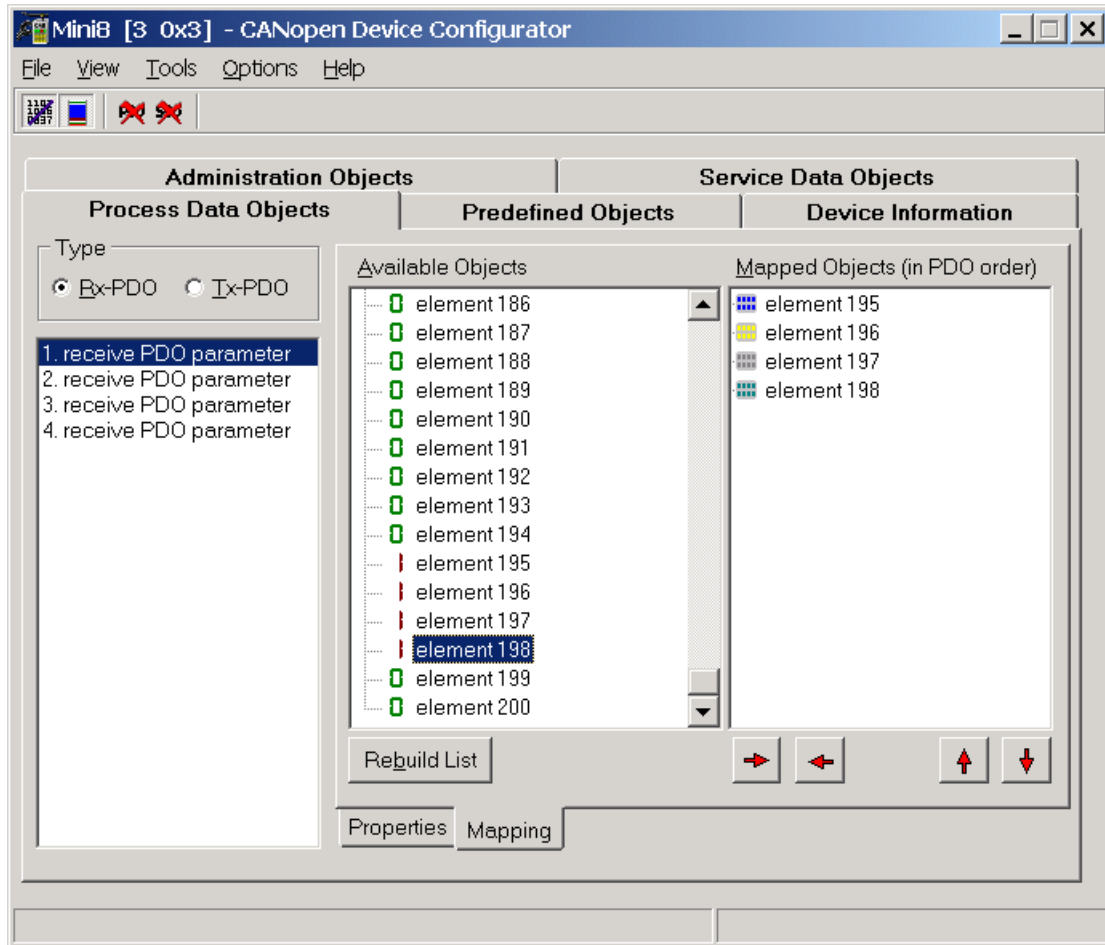 Mini8 [3 0x3] - CANopen Device Configurator
File View Tools Options Help
Administration Objects Service Data Objects
Process Data Objects Predefined Objects Device Information
Type
Rx-PDO Tx-PDO
1. receive PDO parameter
2. receive PDO parameter
3. receive PDO parameter
4. receive PDO parameter
Available Objects
element 186
element 187
element 188
element 189
element 190
element 191
element 192
element 193
element 194
element 195
element 196
element 197
element 198
element 199
element 200
Rebuild List
Mapped Objects (in PDO order)
element 195
element 196
element 197
element 198
Properties Mapping